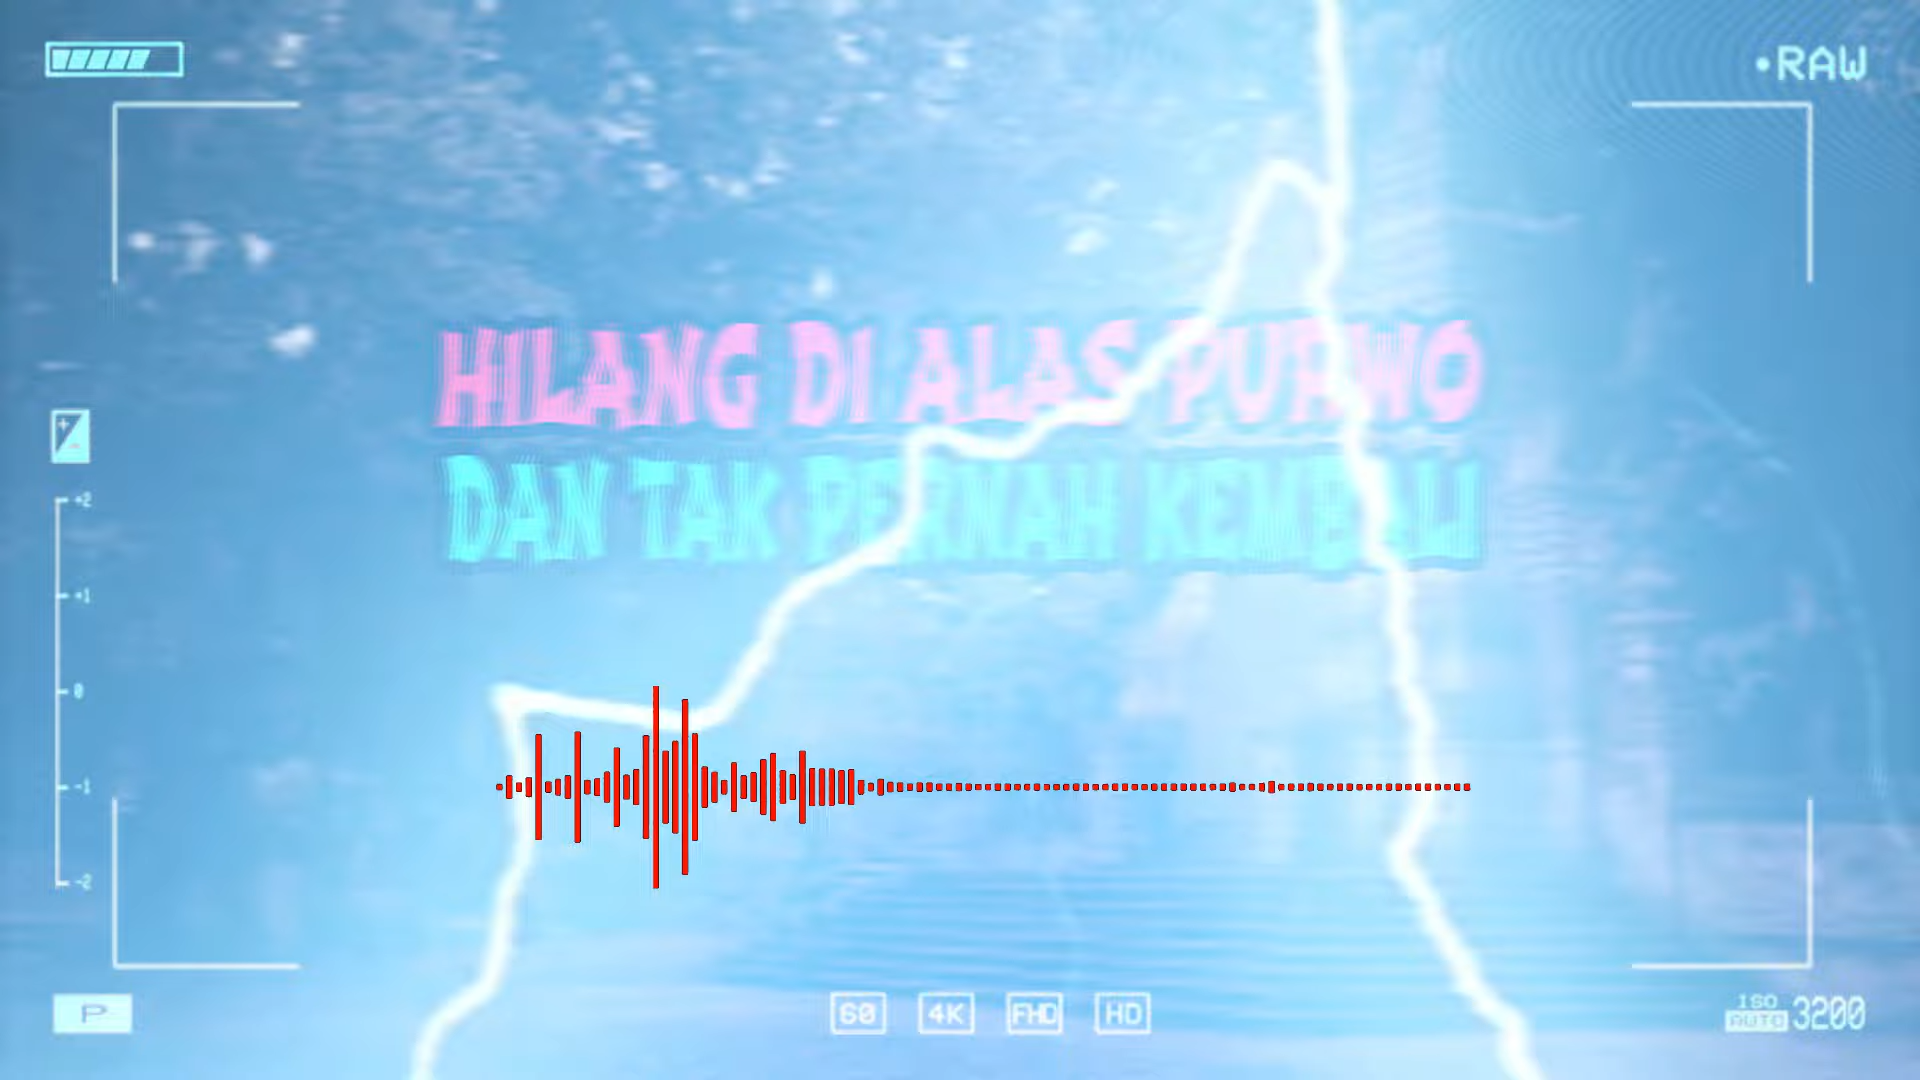 •RAW
HILANG DI ALAS PURWO
DAN TAK PERNAH KEMBALI
+2
+1
0
-1
-2
P
60 4K FHD HD
ISO
AUTO 3200